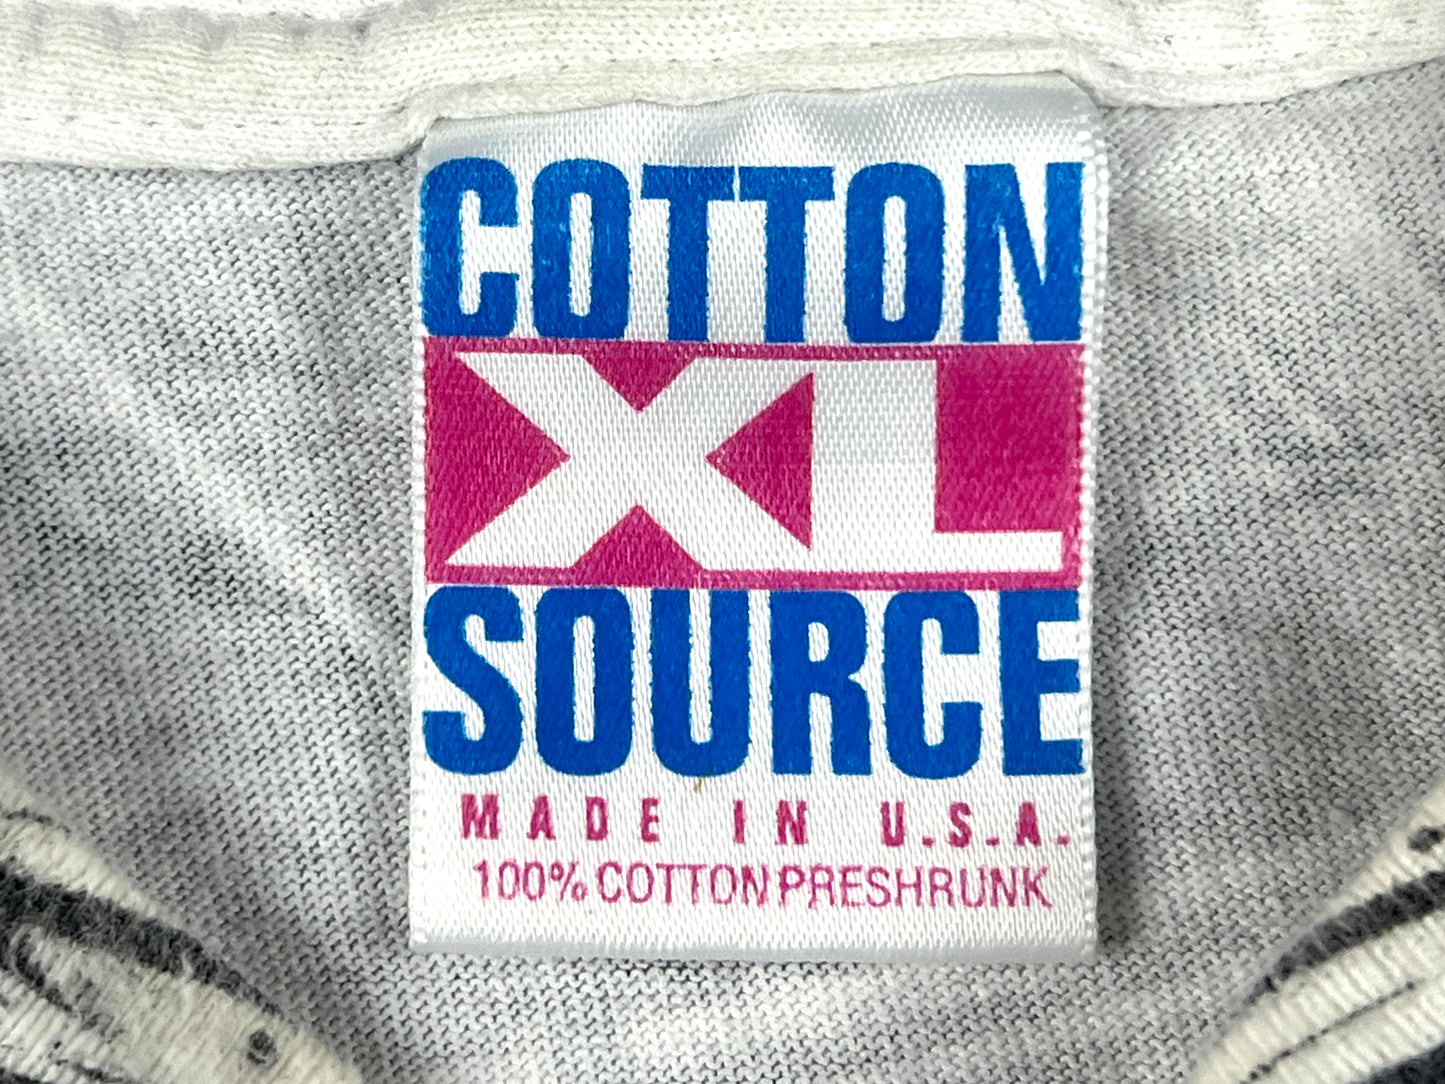 COTTON
XL
SOURCE
MADE IN U.S.A.
100% COTTON PRESHRUNK